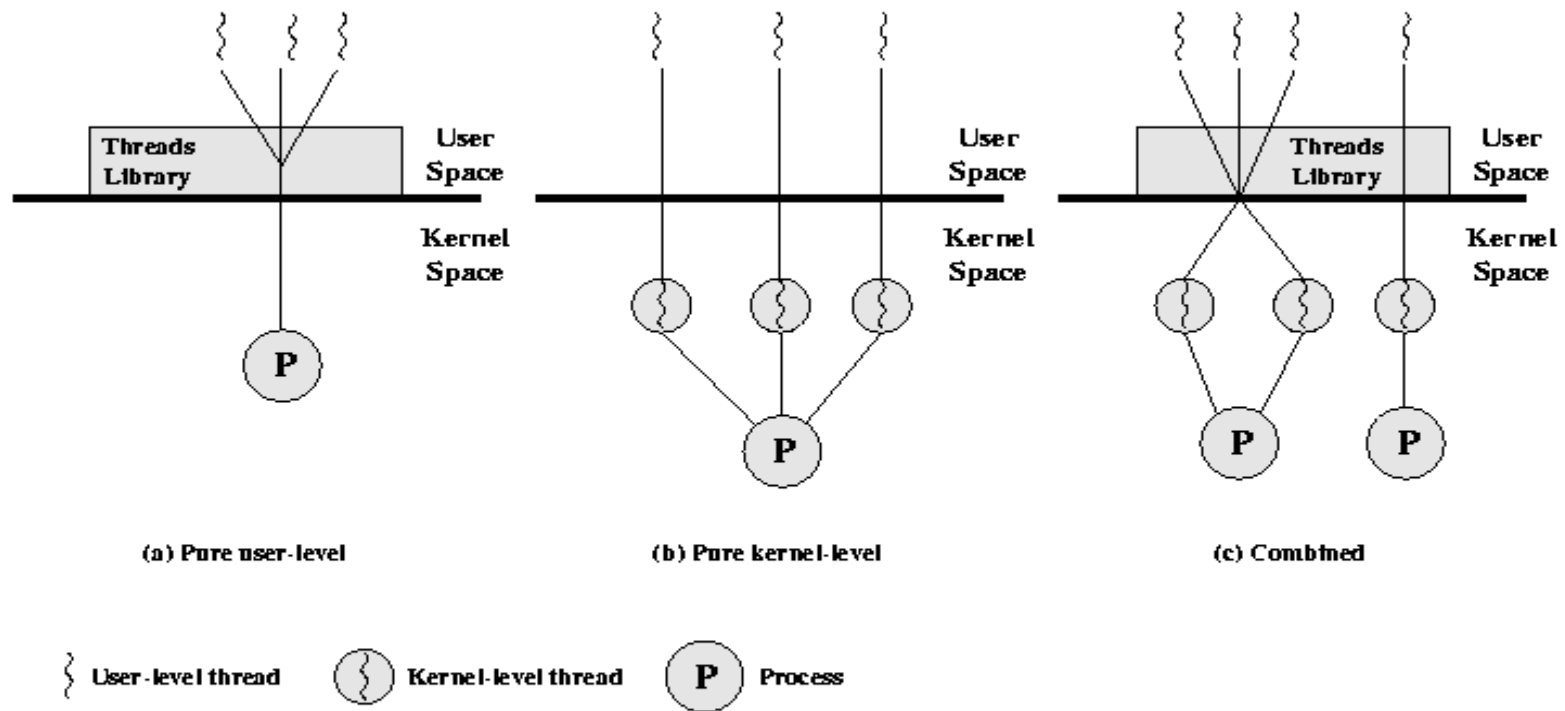 Threads
Library
User
Space
Kernel
Space
P
(a) Pure user-level
User
Space
Kernel
Space
P
(b) Pure kernel-level
Threads
Library
User
Space
Kernel
Space
P
P
(c) Combined
User-level thread
Kernel-level thread
P
Process